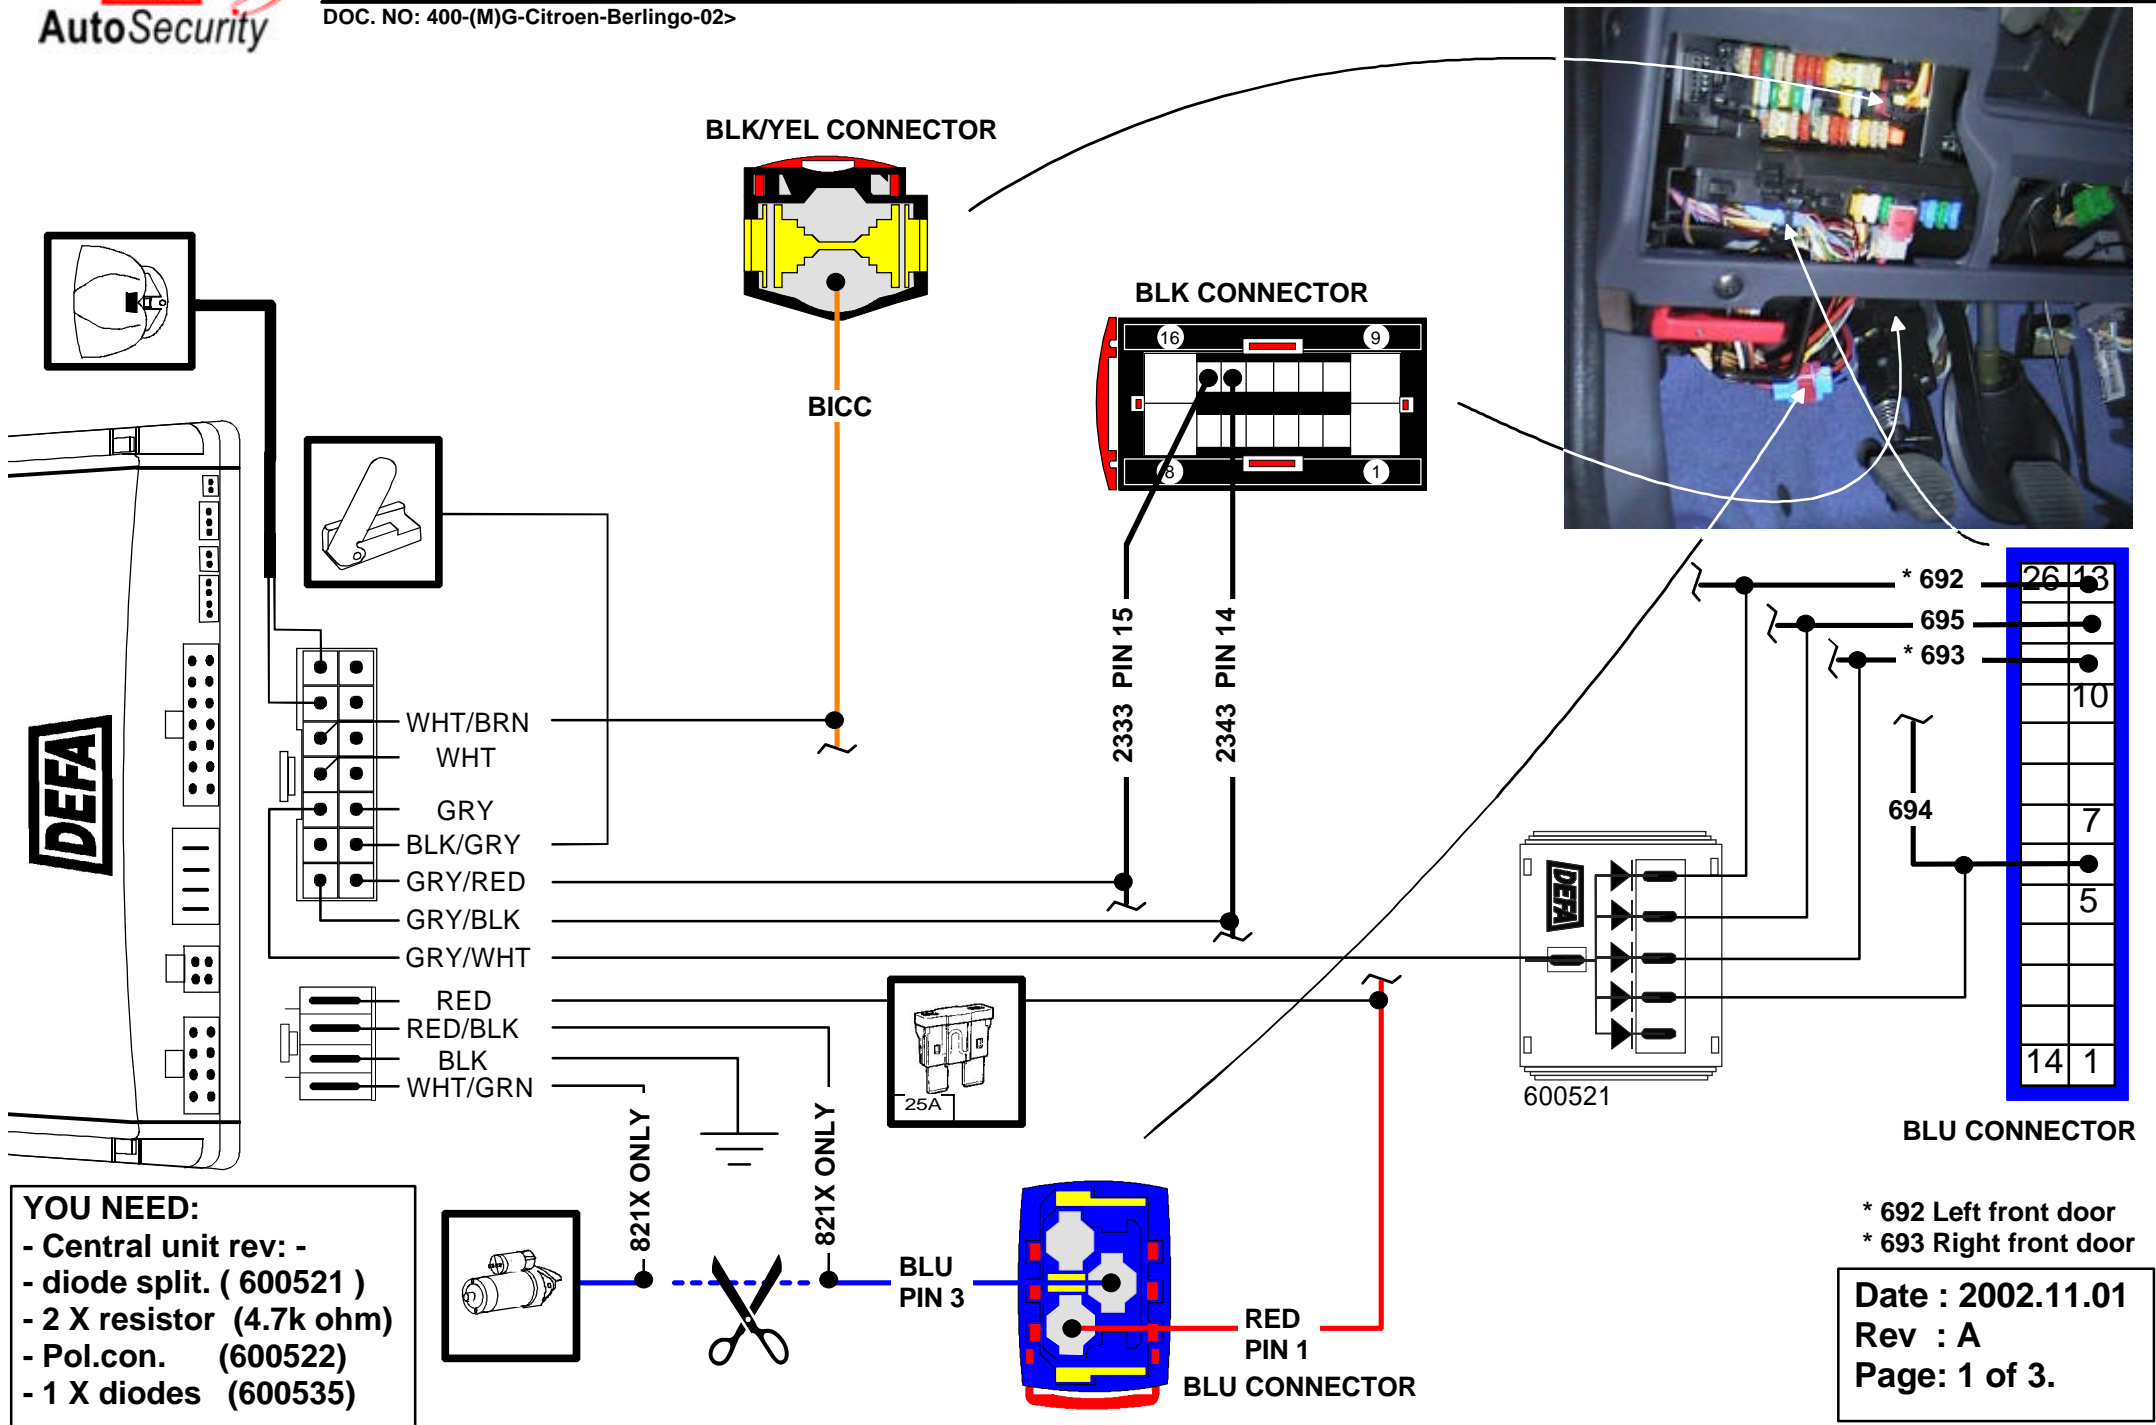 AutoSecurity
DOC. NO: 400-(M)G-Citroen-Berlingo-02>
BLK/YEL CONNECTOR
BICC
BLK CONNECTOR
16
9
8
1
2333 PIN 15
2343 PIN 14
DEFA
WHT/BRN
WHT
GRY
BLK/GRY
GRY/RED
GRY/BLK
GRY/WHT
RED
RED/BLK
BLK
WHT/GRN
25A
821X ONLY
821X ONLY
BLU
PIN 3
RED
PIN 1
BLU CONNECTOR
DEFA
600521
* 692
695
* 693
694
26 13
10
7
5
14 1
BLU CONNECTOR
* 692 Left front door
* 693 Right front door
YOU NEED:
- Central unit rev: -
- diode split. ( 600521 )
- 2 X resistor (4.7k ohm)
- Pol.con. (600522)
- 1 X diodes (600535)
Date : 2002.11.01
Rev : A
Page: 1 of 3.